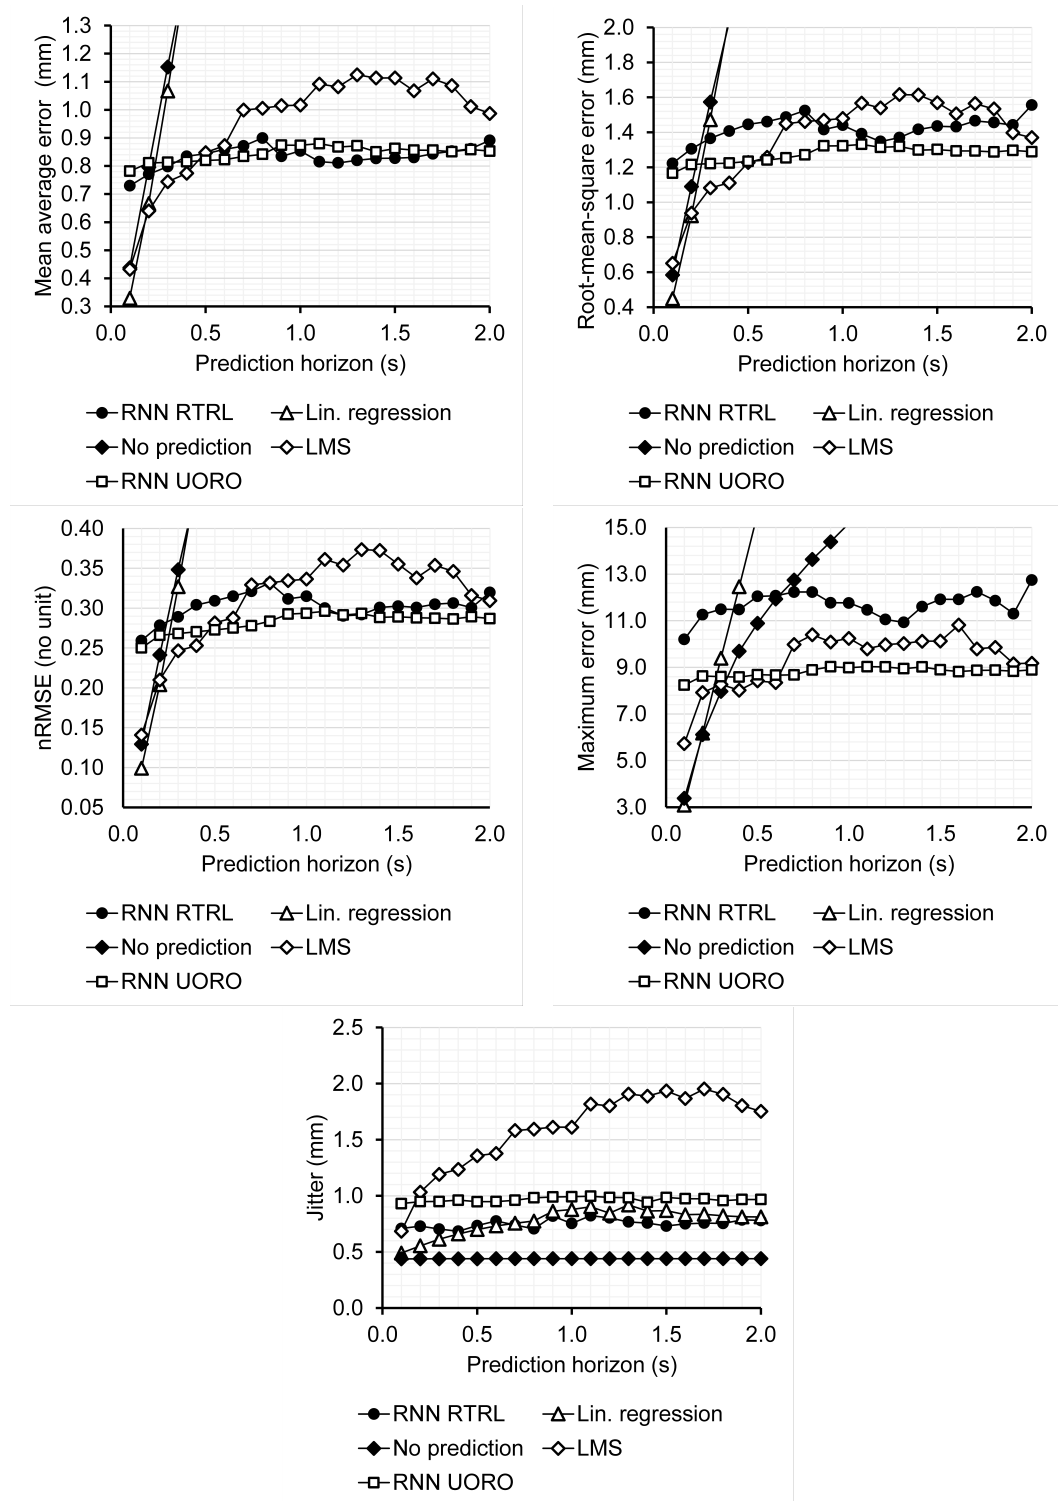 Mean average error (mm)
1.3
1.2
1.1
1.0
0.9
0.8
0.7
0.6
0.5
0.4
0.3
0.0 0.5 1.0 1.5 2.0
Prediction horizon (s)
RNN RTRL Lin. regression
No prediction LMS
RNN UORO
Root-mean-square error (mm)
2.0
1.8
1.6
1.4
1.2
1.0
0.8
0.6
0.4
0.0 0.5 1.0 1.5 2.0
Prediction horizon (s)
RNN RTRL Lin. regression
No prediction LMS
RNN UORO
nRMSE (no unit)
0.40
0.35
0.30
0.25
0.20
0.15
0.10
0.05
0.0 0.5 1.0 1.5 2.0
Prediction horizon (s)
RNN RTRL Lin. regression
No prediction LMS
RNN UORO
Maximum error (mm)
15.0
13.0
11.0
9.0
7.0
5.0
3.0
0.0 0.5 1.0 1.5 2.0
Prediction horizon (s)
RNN RTRL Lin. regression
No prediction LMS
RNN UORO
Jitter (mm)
2.5
2.0
1.5
1.0
0.5
0.0
0.0 0.5 1.0 1.5 2.0
Prediction horizon (s)
RNN RTRL Lin. regression
No prediction LMS
RNN UORO